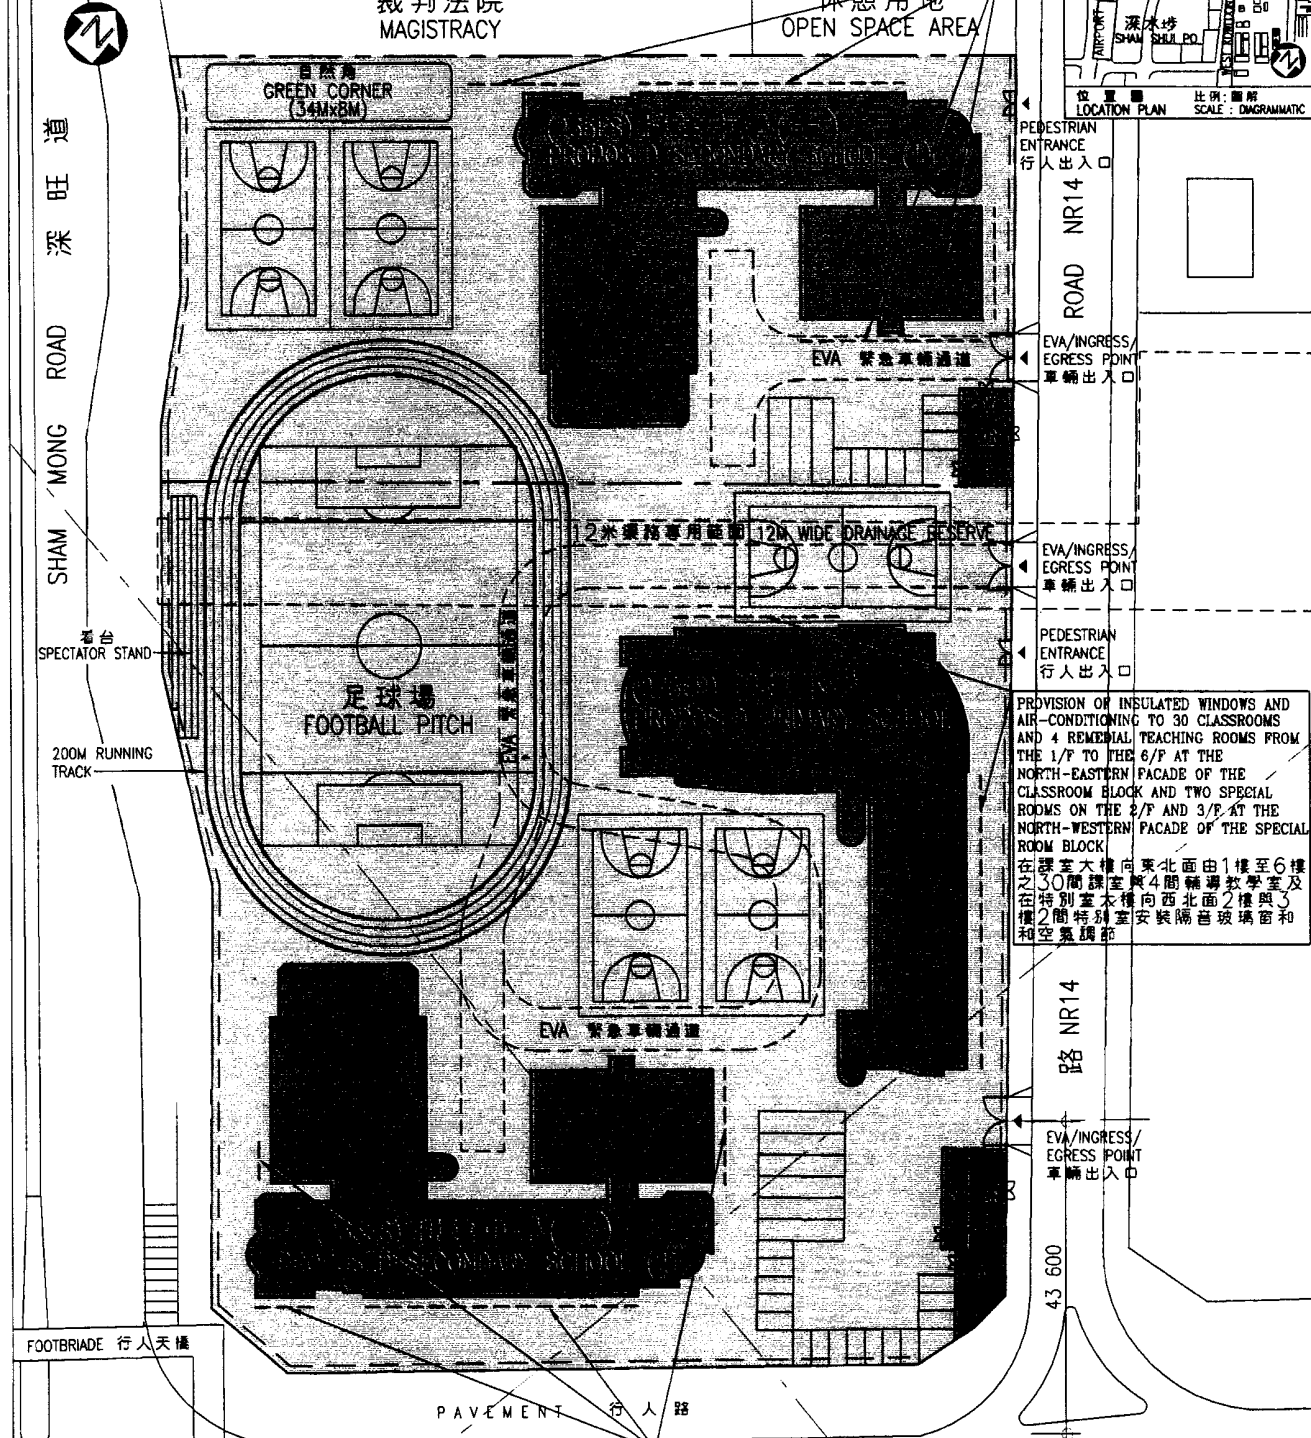 裁判法院
MAGISTRACY
休憩用地
OPEN SPACE AREA
AIRPORT
深水埗
SHAM SHUI PO
位置圖
LOCATION PLAN
比例：圖解
SCALE : DIAGRAMMATIC
自然角
GREEN CORNER
(34Mx8M)
PROPOSED SECONDARY SCHOOL
PEDESTRIAN
ENTRANCE
行人出入口
深旺道
SHAM MONG ROAD
ROAD NR14
EVA 緊急車輛通道
EVA/INGRESS/
EGRESS POINT
車輛出入口
12米渠務專用範圍 12M WIDE DRAINAGE RESERVE
EVA/INGRESS/
EGRESS POINT
車輛出入口
看台
SPECTATOR STAND
足球場
FOOTBALL PITCH
EVA 緊急車輛通道
PEDESTRIAN
ENTRANCE
行人出入口
200M RUNNING
TRACK
PROVISION OF INSULATED WINDOWS AND
AIR-CONDITIONING TO 30 CLASSROOMS
AND 4 REMEDIAL TEACHING ROOMS FROM
THE 1/F TO THE 6/F AT THE
NORTH-EASTERN FACADE OF THE
CLASSROOM BLOCK AND TWO SPECIAL
ROOMS ON THE 2/F AND 3/F AT THE
NORTH-WESTERN FACADE OF THE SPECIAL
ROOM BLOCK
在課室大樓向東北面由1樓至6樓
之30間課室與4間輔導教學室及
在特別室大樓向西北面2樓與3
樓2間特別室安裝隔音玻璃窗和
和空氣調節
EVA 緊急車輛通道
路 NR14
EVA/INGRESS/
EGRESS POINT
車輛出入口
SECONDARY SCHOOL
43 600
FOOTBRIADE 行人天橋
PAVEMENT 行人路